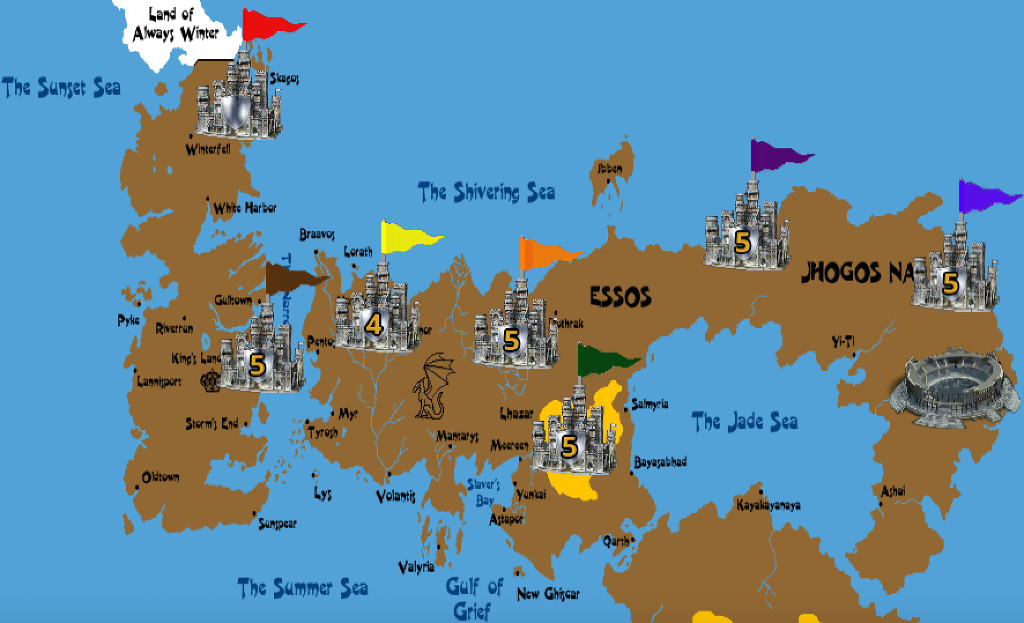 Land of
Always Winter
The Sunset Sea
Skagos
Winterfell
The Shivering Sea
Ibben
White Harbor
Braavos
Lorath
Gulltown
ESSOS
JHOGOS NA
5
5
5
4
5
5
5
Pyke
Riverrun
King's Land
Lannisport
Storm's End
Oldtown
Sunspear
Pento
Myr
Tyrosh
Lys
Volantis
Mantarys
Lhazar
Meereen
Slaver's
Bay
Yunkai
Astapor
Salmyria
Bayasabhad
The Jade Sea
Yi-Ti
Kayakayanaya
Ashai
Qarth
Valyria
New Ghiscar
The Summer Sea
Gulf of
Grief